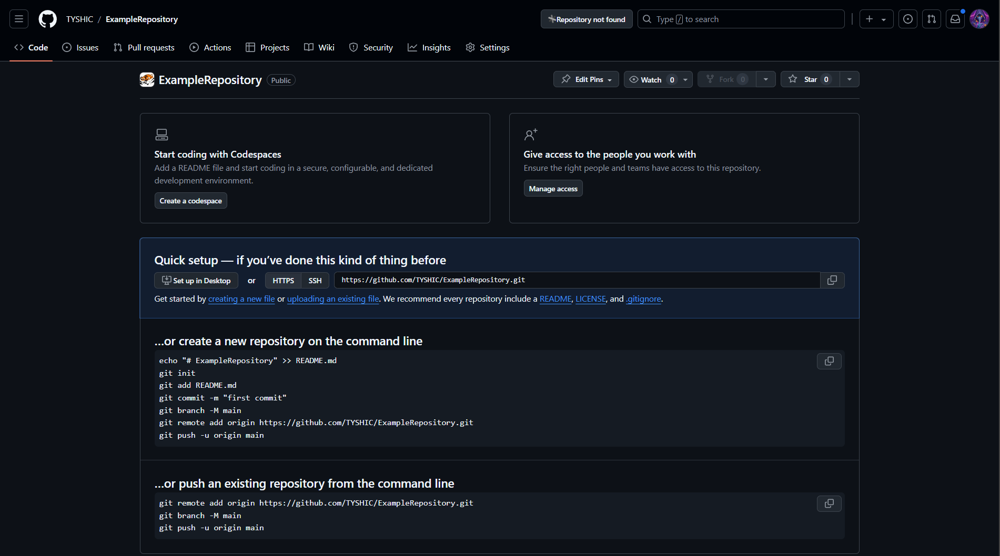 TYSHIC / ExampleRepository
Repository not found
Type / to search
Code
Issues
Pull requests
Actions
Projects
Wiki
Security
Insights
Settings
ExampleRepository Public
Edit Pins
Watch 0
Fork 0
Star 0
Start coding with Codespaces
Add a README file and start coding in a secure, configurable, and dedicated
development environment.
Create a codespace
Give access to the people you work with
Ensure the right people and teams have access to this repository.
Manage access
Quick setup — if you’ve done this kind of thing before
Set up in Desktop or HTTPS SSH https://github.com/TYSHIC/ExampleRepository.git
Get started by creating a new file or uploading an existing file. We recommend every repository include a README, LICENSE, and .gitignore.
…or create a new repository on the command line
echo "# ExampleRepository" >> README.md
git init
git add README.md
git commit -m "first commit"
git branch -M main
git remote add origin https://github.com/TYSHIC/ExampleRepository.git
git push -u origin main
…or push an existing repository from the command line
git remote add origin https://github.com/TYSHIC/ExampleRepository.git
git branch -M main
git push -u origin main